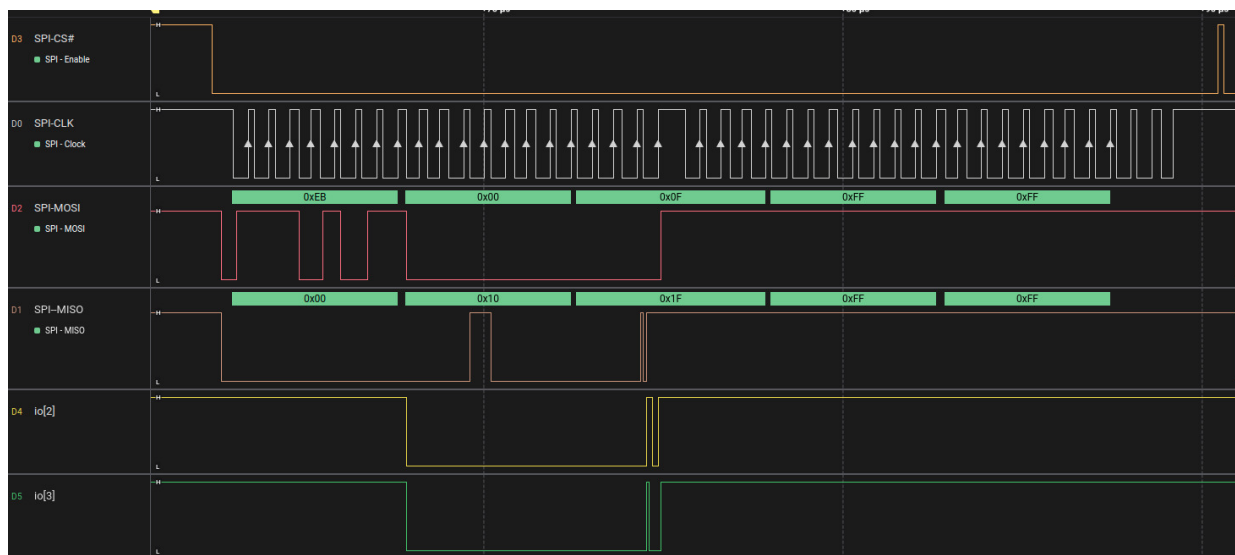 D3 SPI-CS#
SPI - Enable
H
L
D0 SPI-CLK
SPI - Clock
H
L
0xEB 0x00 0x0F 0xFF 0xFF
D2 SPI-MOSI
SPI - MOSI
H
L
0x00 0x10 0x1F 0xFF 0xFF
D1 SPI–MISO
SPI - MISO
H
L
D4 io[2]
H
L
D5 io[3]
H
L